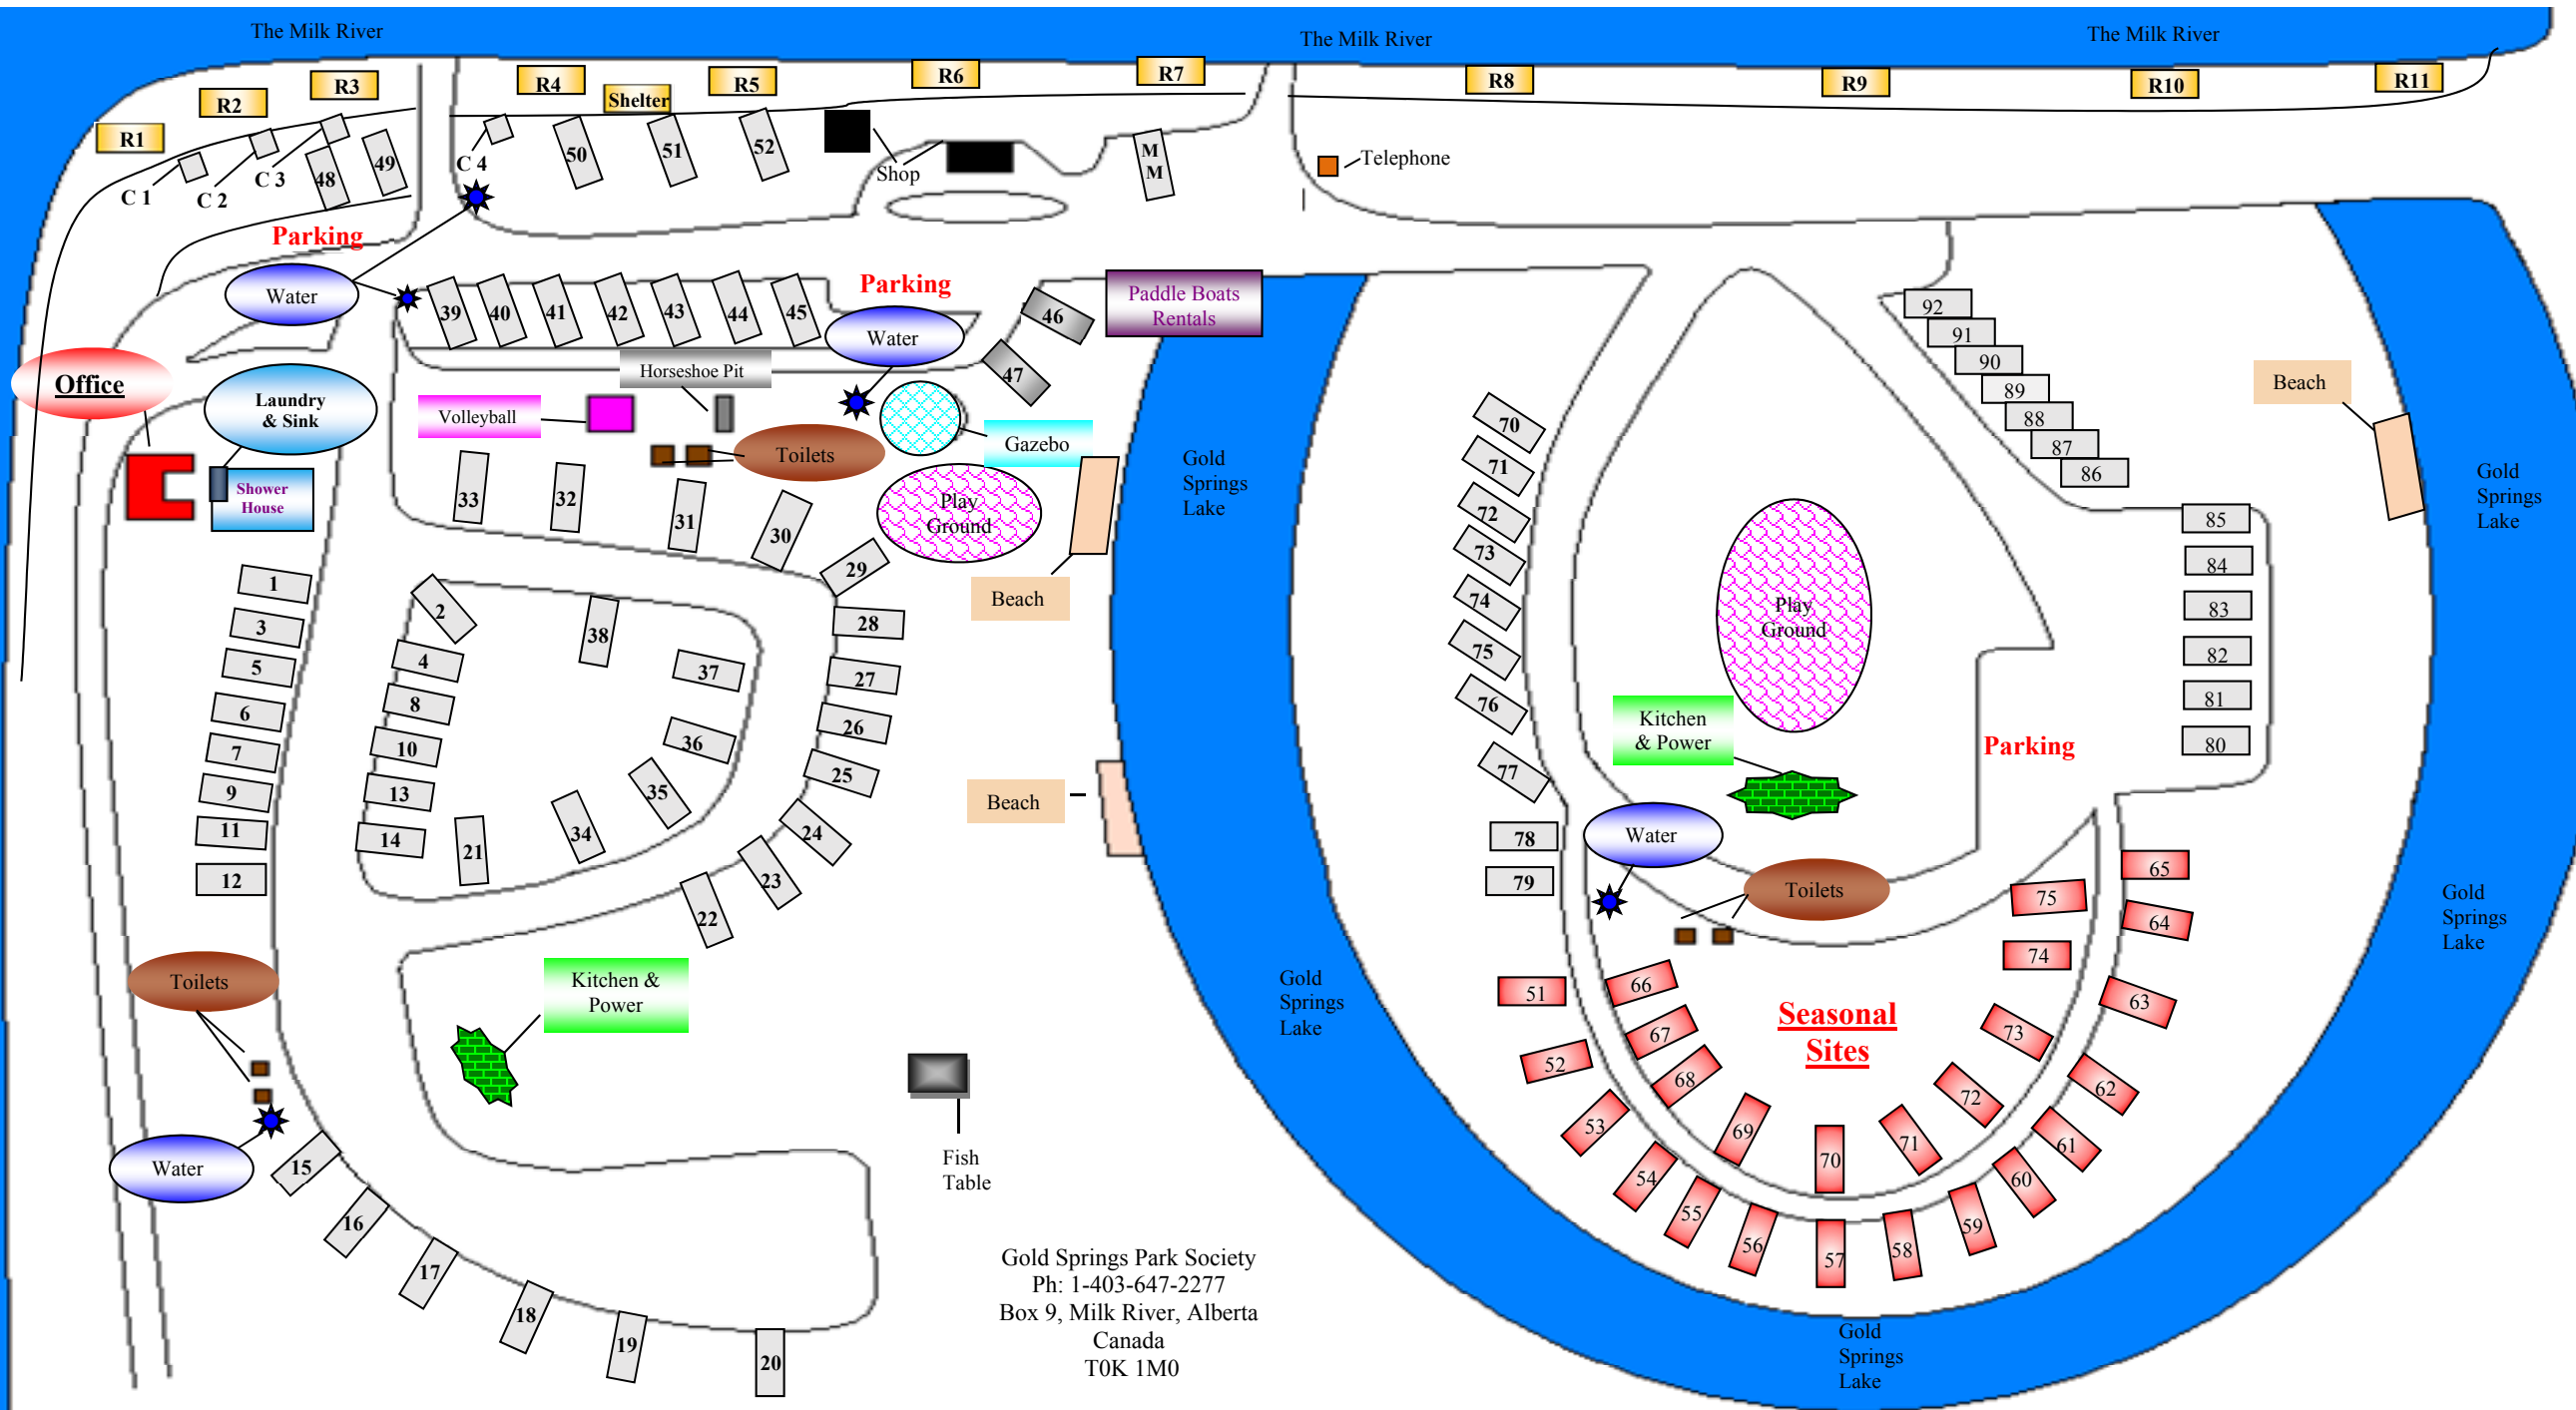 The Milk River
The Milk River
The Milk River
R1
R2
R3
R4
Shelter
R5
R6
R7
R8
R9
R10
R11
C 1
C 2
C 3
48
49
C 4
50
51
52
Shop
M
M
Telephone
Parking
Water
39
40
41
42
43
44
45
Parking
Water
46
47
Paddle Boats
Rentals
Office
Laundry
& Sink
Shower
House
Horseshoe Pit
Volleyball
Toilets
Gazebo
Play
Ground
Beach
Beach
33
32
31
30
29
28
27
26
25
24
23
22
1
3
5
6
7
9
11
12
2
4
8
10
13
14
21
34
35
36
37
38
Toilets
Water
15
16
17
18
19
20
Kitchen &
Power
Fish
Table
Gold Springs Park Society
Ph: 1-403-647-2277
Box 9, Milk River, Alberta
Canada
T0K 1M0
Gold
Springs
Lake
Gold
Springs
Lake
Gold
Springs
Lake
Gold
Springs
Lake
Gold
Springs
Lake
70
71
72
73
74
75
76
77
78
79
92
91
90
89
88
87
86
85
84
83
82
81
80
Beach
Play
Ground
Kitchen
& Power
Parking
Water
Toilets
Seasonal
Sites
51
52
53
54
55
56
57
58
59
60
61
62
63
64
65
66
67
68
69
70
71
72
73
74
75